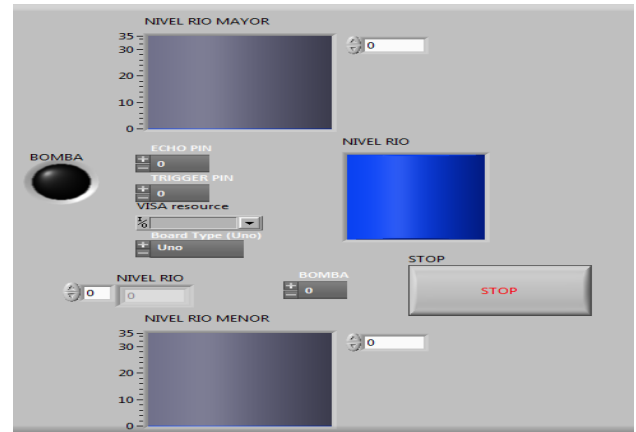 NIVEL RIO MAYOR
35
30
20
10
0
0
BOMBA
ECHO PIN
0
TRIGGER PIN
0
VISA resource
I/O
Board Type (Uno)
Uno
NIVEL RIO
STOP
STOP
NIVEL RIO
0
0
BOMBA
0
NIVEL RIO MENOR
35
30
20
10
0
0